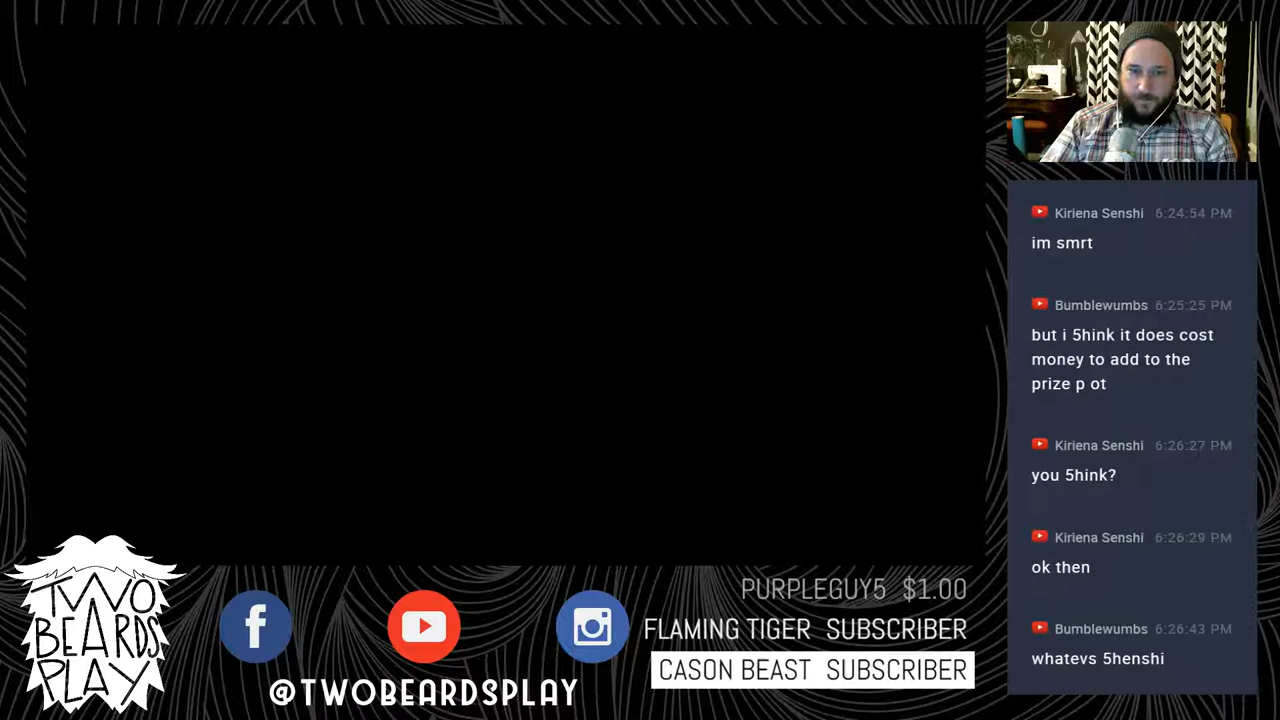 Kiriena Senshi 6:24:54 PM
im smrt
Bumblewumbs 6:25:25 PM
but i 5hink it does cost
money to add to the
prize p ot
Kiriena Senshi 6:26:27 PM
you 5hink?
Kiriena Senshi 6:26:29 PM
ok then
Bumblewumbs 6:26:43 PM
whatevs 5henshi
TWO
BEARDS
PLAY
f
@TWOBEARDSPLAY
PURPLEGUY5 $1.00
FLAMING TIGER SUBSCRIBER
CASON BEAST SUBSCRIBER